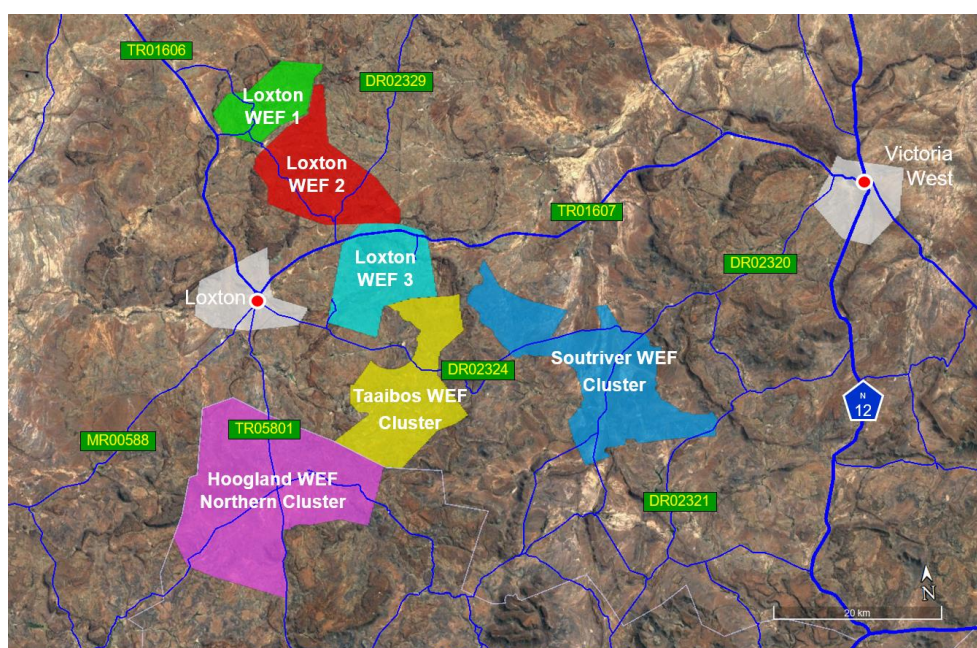 TR01606
DR02329
Loxton
WEF 1
Victoria
West
Loxton
WEF 2
TR01607
Loxton
WEF 3
DR02320
Loxton
Soutriver WEF
Cluster
DR02324
Taaibos WEF
Cluster
N
12
TR05801
MR00588
Hoogland WEF
Northern Cluster
DR02321
N
20 km